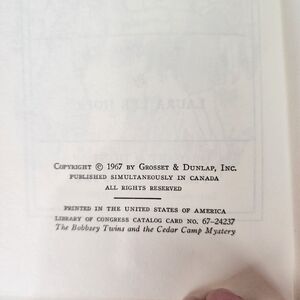 COPYRIGHT © 1967 BY GROSSET & DUNLAP, INC.
PUBLISHED SIMULTANEOUSLY IN CANADA
ALL RIGHTS RESERVED
PRINTED IN THE UNITED STATES OF AMERICA
LIBRARY OF CONGRESS CATALOG CARD NO. 67-24237
The Bobbsey Twins and the Cedar Camp Mystery